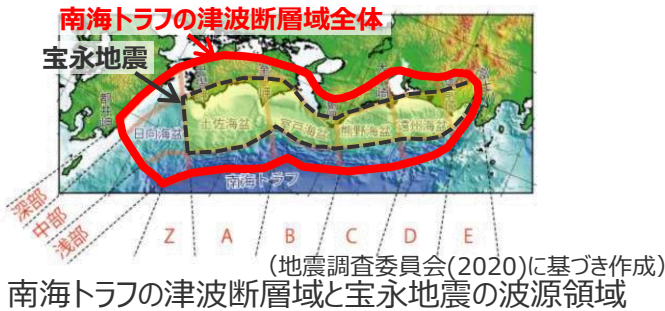 南海トラフの津波断層域全体
宝永地震
都井岬
日向海盆
土佐海盆
室戸海盆
熊野海盆
遠州海盆
南海トラフ
深部
中部
浅部
Z A B C D E
（地震調査委員会(2020)に基づき作成）
南海トラフの津波断層域と宝永地震の波源領域